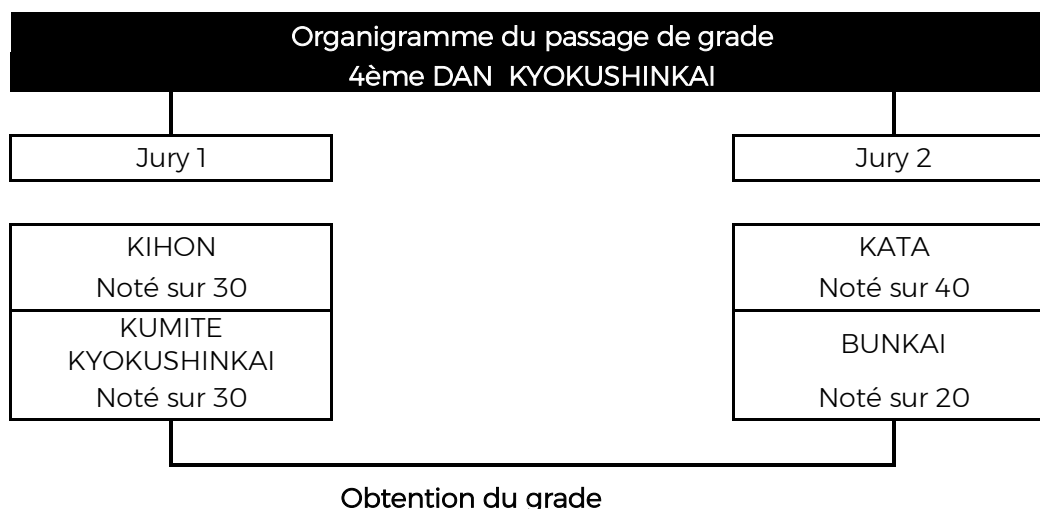 Organigramme du passage de grade
4ème DAN KYOKUSHINKAI
Jury 1
KIHON
Noté sur 30
KUMITE
KYOKUSHINKAI
Noté sur 30
Jury 2
KATA
Noté sur 40
BUNKAI
Noté sur 20
Obtention du grade